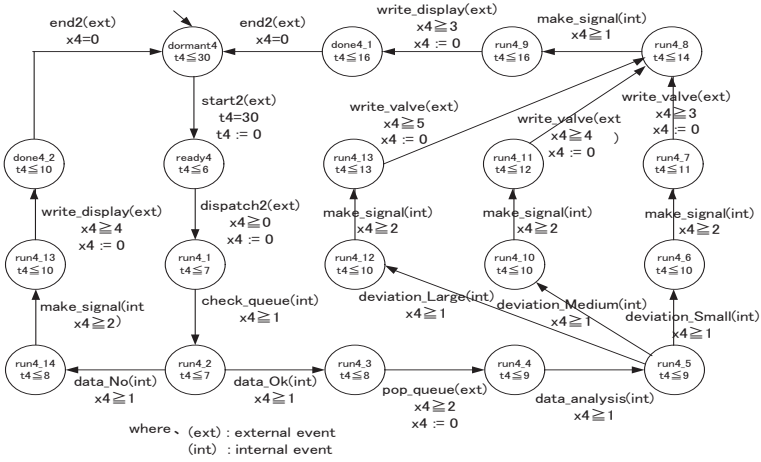 end2(ext)
x4=0
end2(ext)
x4=0
write_display(ext)
x4≧3
x4 := 0
make_signal(int)
x4≧1
dormant4
t4≦30
done4_1
t4≦16
run4_9
t4≦16
run4_8
t4≦14
start2(ext)
t4=30
t4 := 0
write_valve(ext)
x4≧5
x4 := 0
write_valve(ext
x4≧4 )
x4 := 0
write_valve(ext)
x4≧3
x4 := 0
done4_2
t4≦10
ready4
t4≦6
run4_13
t4≦13
run4_11
t4≦12
run4_7
t4≦11
write_display(ext)
x4≧4
x4 := 0
dispatch2(ext)
x4≧0
x4 := 0
make_signal(int)
x4≧2
make_signal(int)
x4≧2
make_signal(int)
x4≧2
run4_13
t4≦10
run4_1
t4≦7
run4_12
t4≦10
run4_10
t4≦10
run4_6
t4≦10
make_signal(int
x4≧2)
check_queue(int)
x4≧1
deviation_Large(int)
x4≧1
deviation_Medium(int)
x4≧1
deviation_Small(int)
x4≧1
run4_14
t4≦8
run4_2
t4≦7
run4_3
t4≦8
run4_4
t4≦9
run4_5
t4≦9
data_No(int)
x4≧1
data_Ok(int)
x4≧1
pop_queue(ext)
x4≧2
x4 := 0
data_analysis(int)
x4≧1
where、(ext) : external event
(int) : internal event